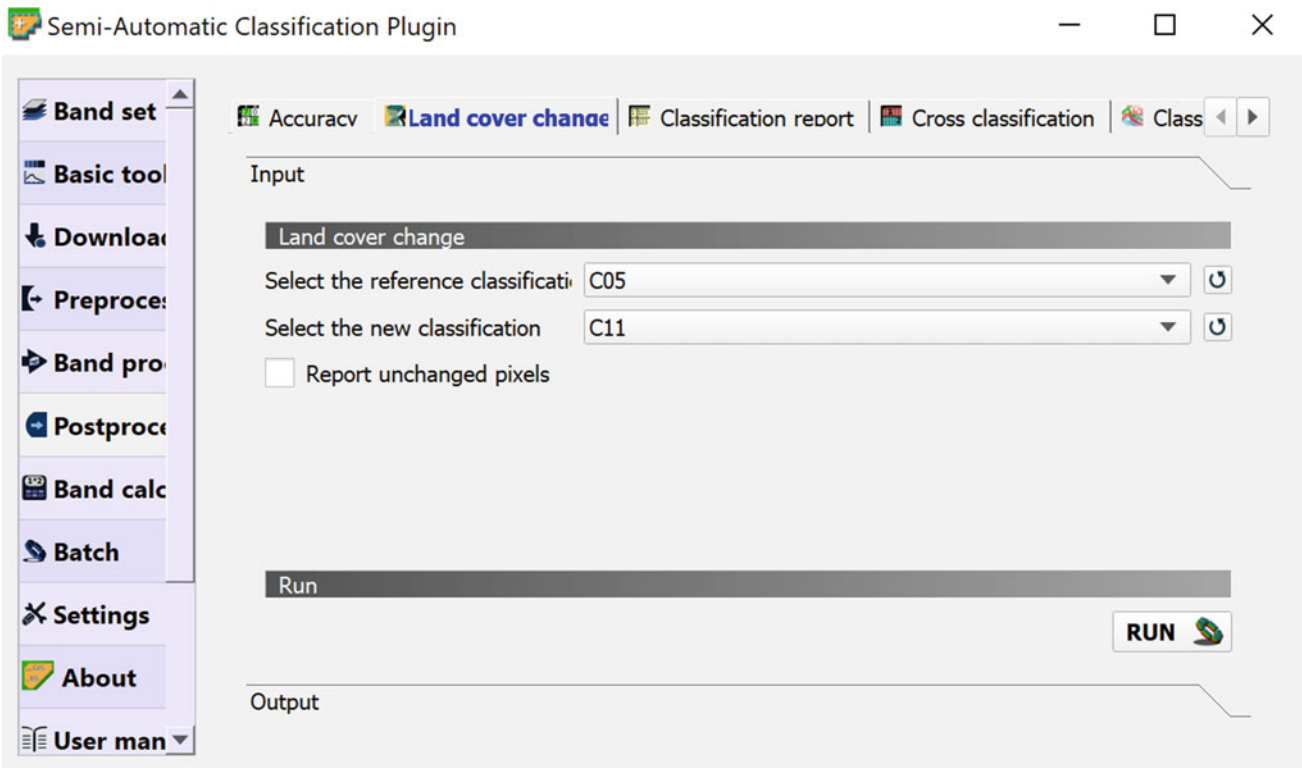 Semi-Automatic Classification Plugin
Band set
Basic tool
Downloa
Preproce
Band pro
Postproce
Band calc
Batch
Settings
About
User man
Accuracy
Land cover change
Classification report
Cross classification
Class
Input
Land cover change
Select the reference classificati
C05
Select the new classification
C11
Report unchanged pixels
Run
RUN
Output